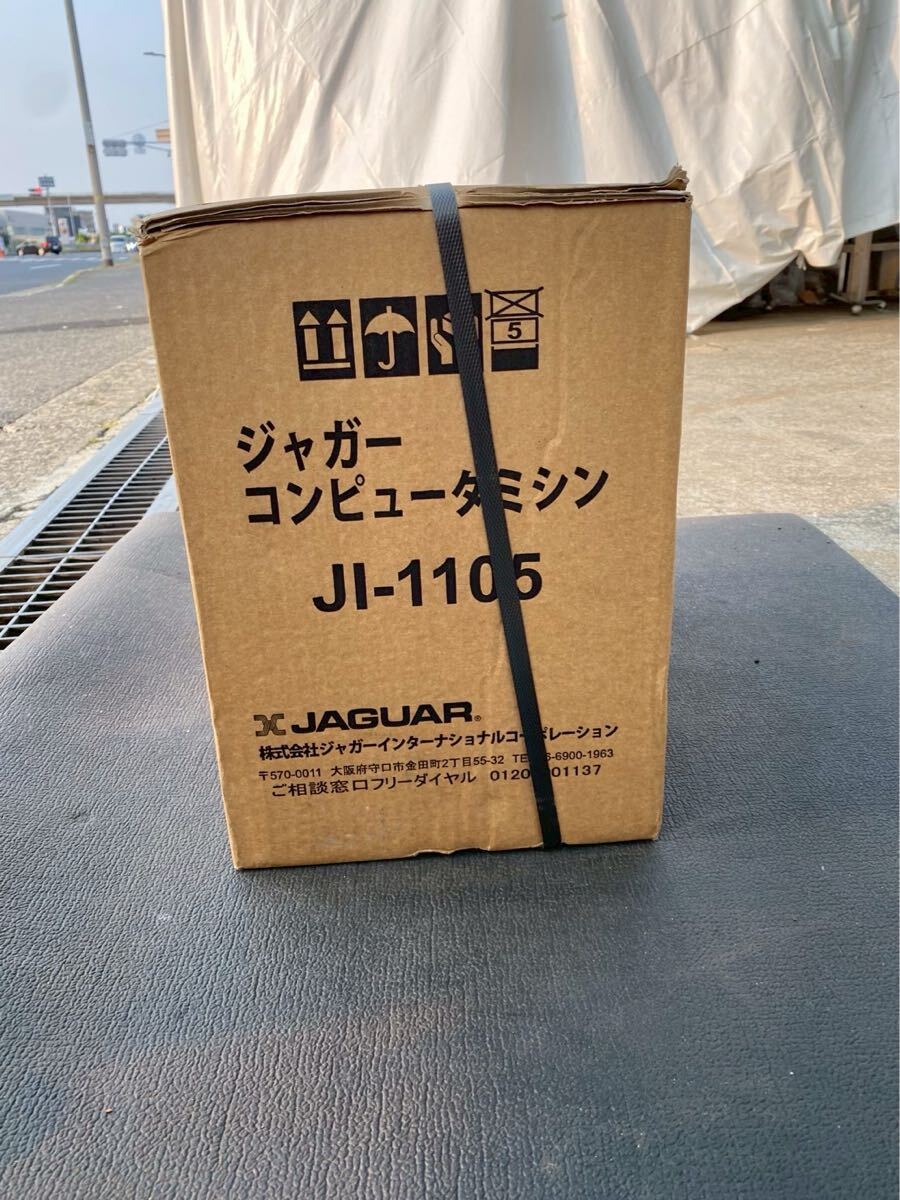 5
ジャガー
コンピュータミシン
JI-1105
JAGUAR®
株式会社ジャガーインターナショナルコーポレーション
〒570-0011 大阪府守口市金田町2丁目55-32 6-6900-1963
ご相談窓口フリーダイヤル